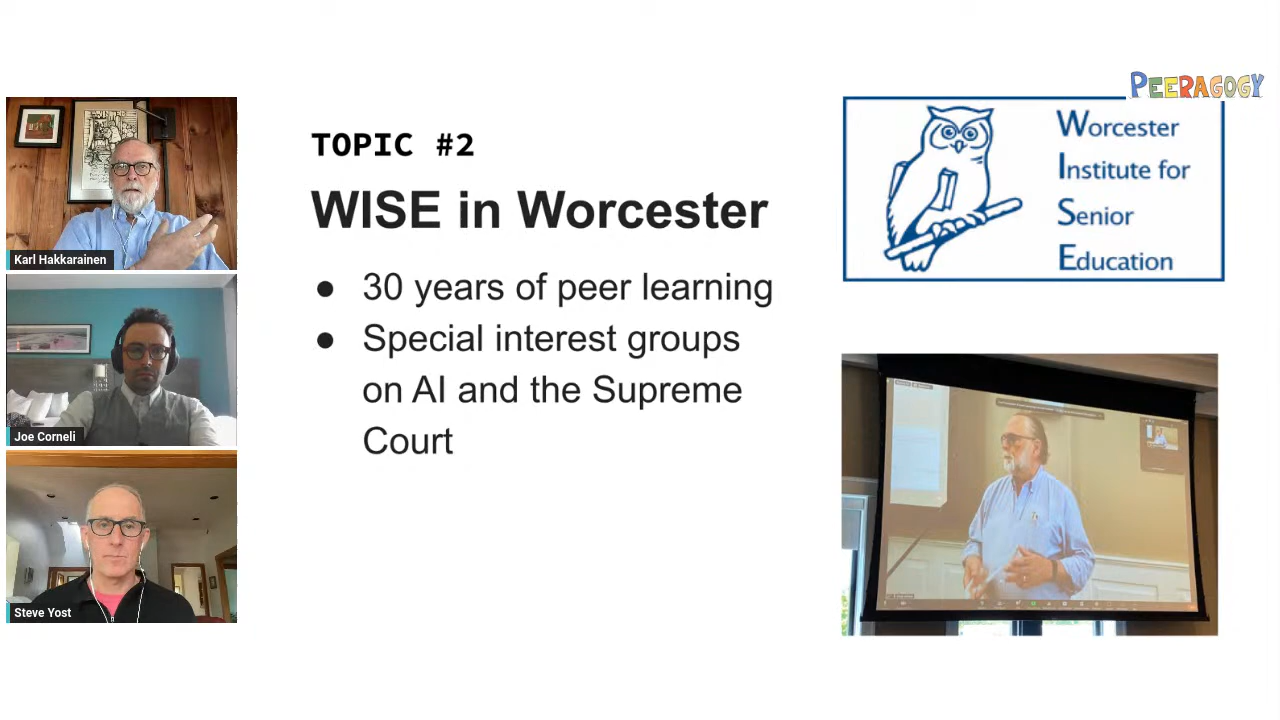 PEERAGOGY
TOPIC #2
WISE in Worcester
● 30 years of peer learning
● Special interest groups
on AI and the Supreme
Court
Worcester
Institute for
Senior
Education
Karl Hakkarainen
Joe Corneli
Steve Yost